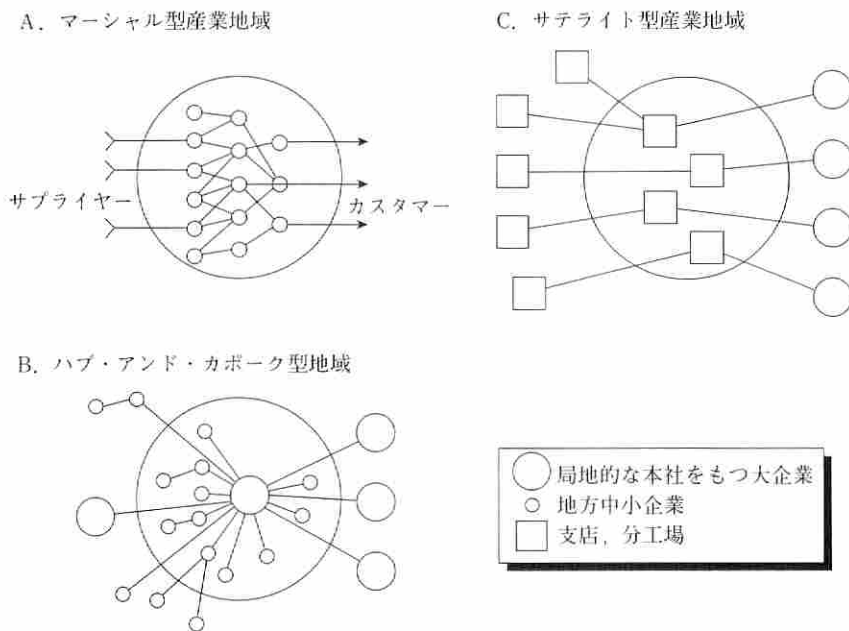 A. マーシャル型産業地域
サプライヤー
カスタマー
C. サテライト型産業地域
B. ハブ・アンド・カポーク型地域
局地的な本社をもつ大企業
地方中小企業
支店，分工場